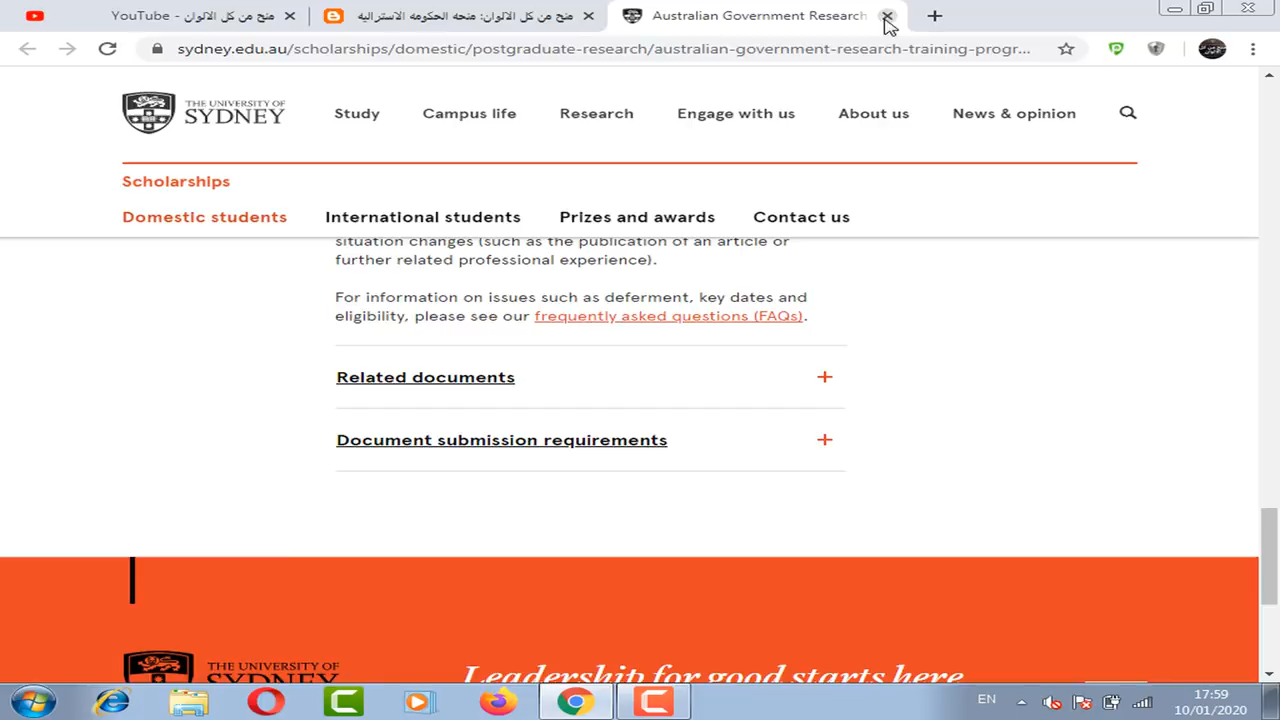 YouTube - منح من كل الالوان
منح من كل الالوان: منحه الحكومه الاستراليه
Australian Government Research
sydney.edu.au/scholarships/domestic/postgraduate-research/australian-government-research-training-progr...
THE UNIVERSITY OF
SYDNEY
Study
Campus life
Research
Engage with us
About us
News & opinion
Scholarships
Domestic students
International students
Prizes and awards
Contact us
situation changes (such as the publication of an article or
further related professional experience).
For information on issues such as deferment, key dates and
eligibility, please see our frequently asked questions (FAQs).
Related documents
Document submission requirements
THE UNIVERSITY OF
Leadership for good starts here
EN
17:59
10/01/2020